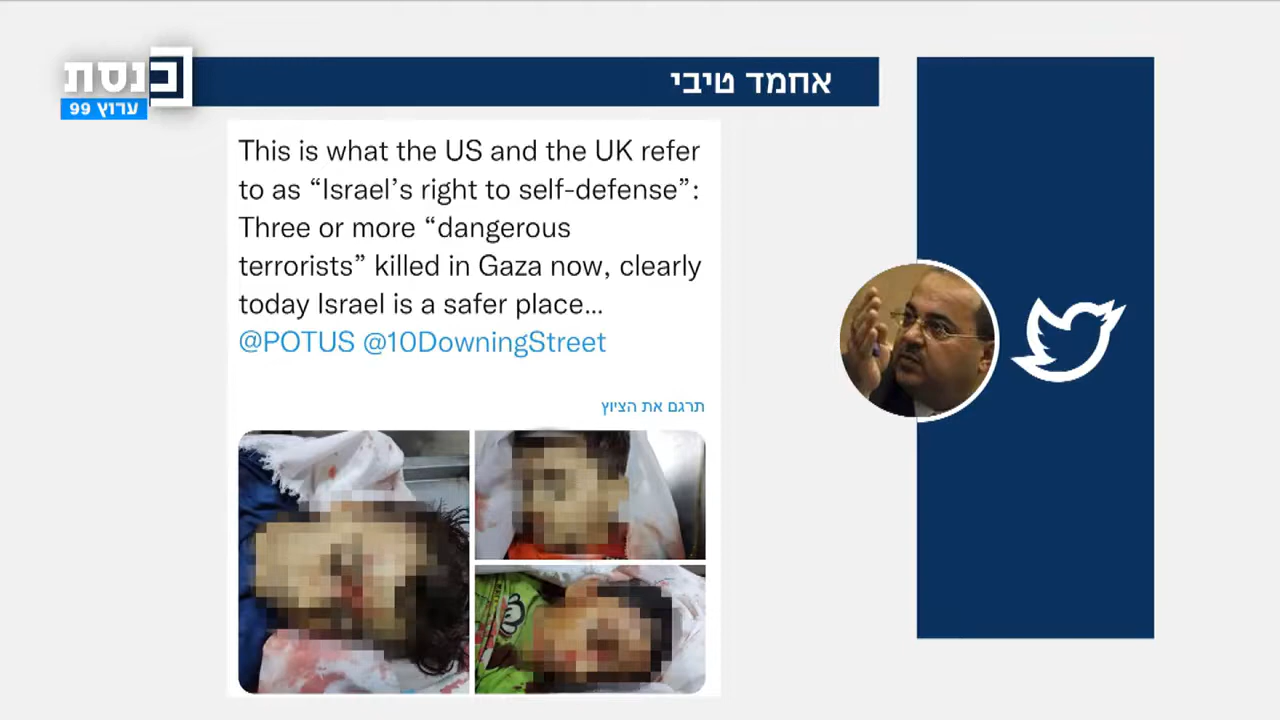 כנסת
ערוץ 99
אחמד טיבי
This is what the US and the UK refer
to as “Israel’s right to self-defense”:
Three or more “dangerous
terrorists” killed in Gaza now, clearly
today Israel is a safer place...
@POTUS @10DowningStreet
תרגם את הציוץ